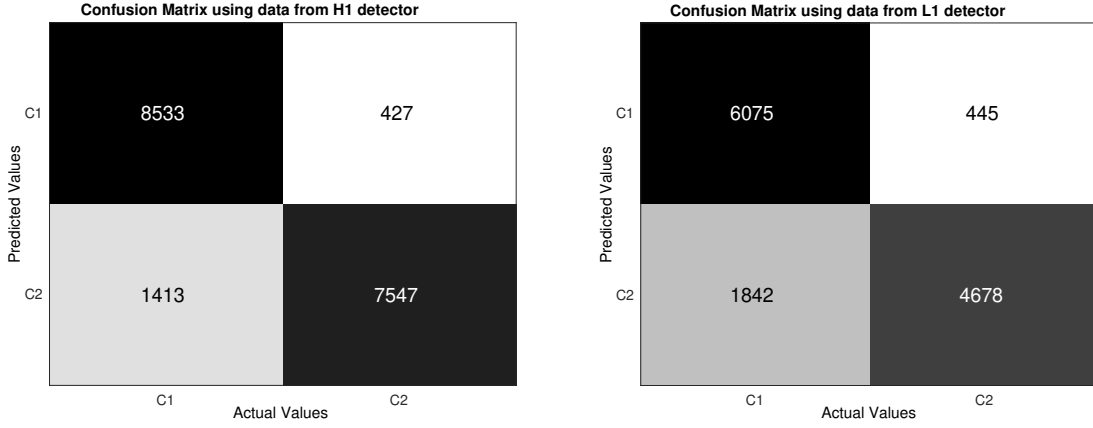 Confusion Matrix using data from H1 detector
Predicted Values
C1
8533
427
C2
1413
7547
C1
C2
Actual Values
Confusion Matrix using data from L1 detector
Predicted Values
C1
6075
445
C2
1842
4678
C1
C2
Actual Values